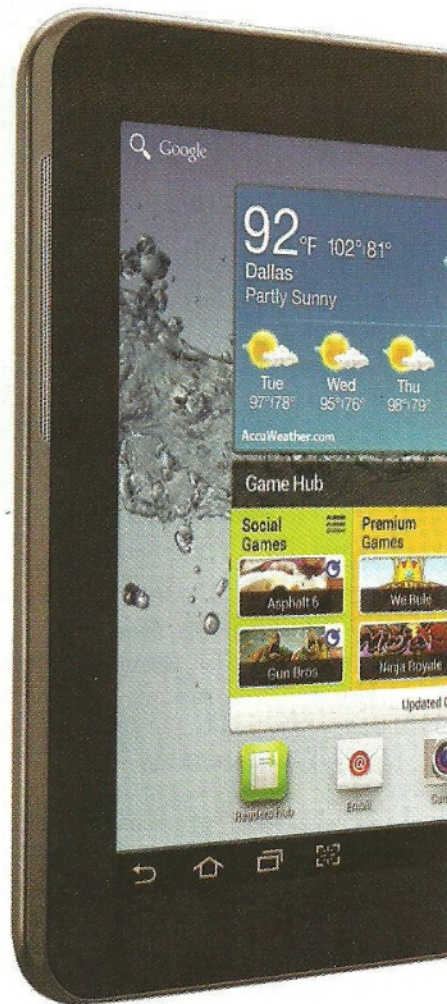 Google
92°F 102°|81°
Dallas
Partly Sunny
Tue Wed Thu
97°|78° 95°|76° 98°|79°
AccuWeather.com
Game Hub
Social Games
Premium Games
Asphalt 6
We Rule
Gun Bros
Ninja Royale
Updated
Readers Hub
Email